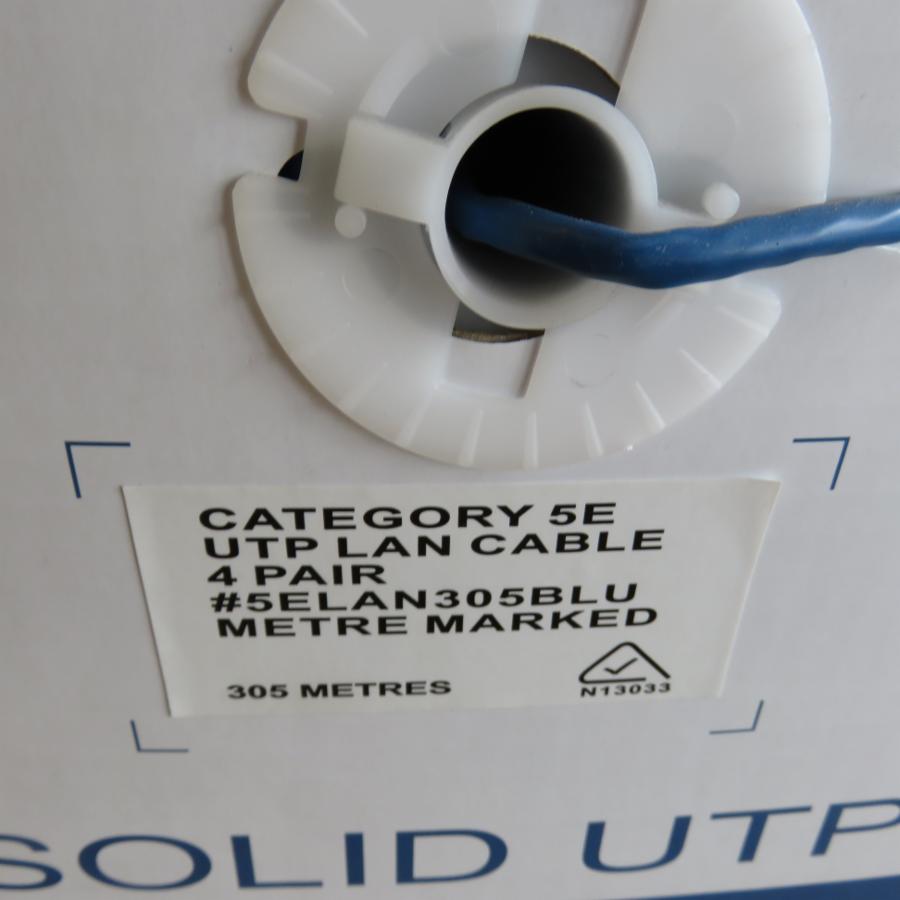 CATEGORY 5E
UTP LAN CABLE
4 PAIR
#5ELAN305BLU
METRE MARKED
305 METRES
N13033
SOLID UTP